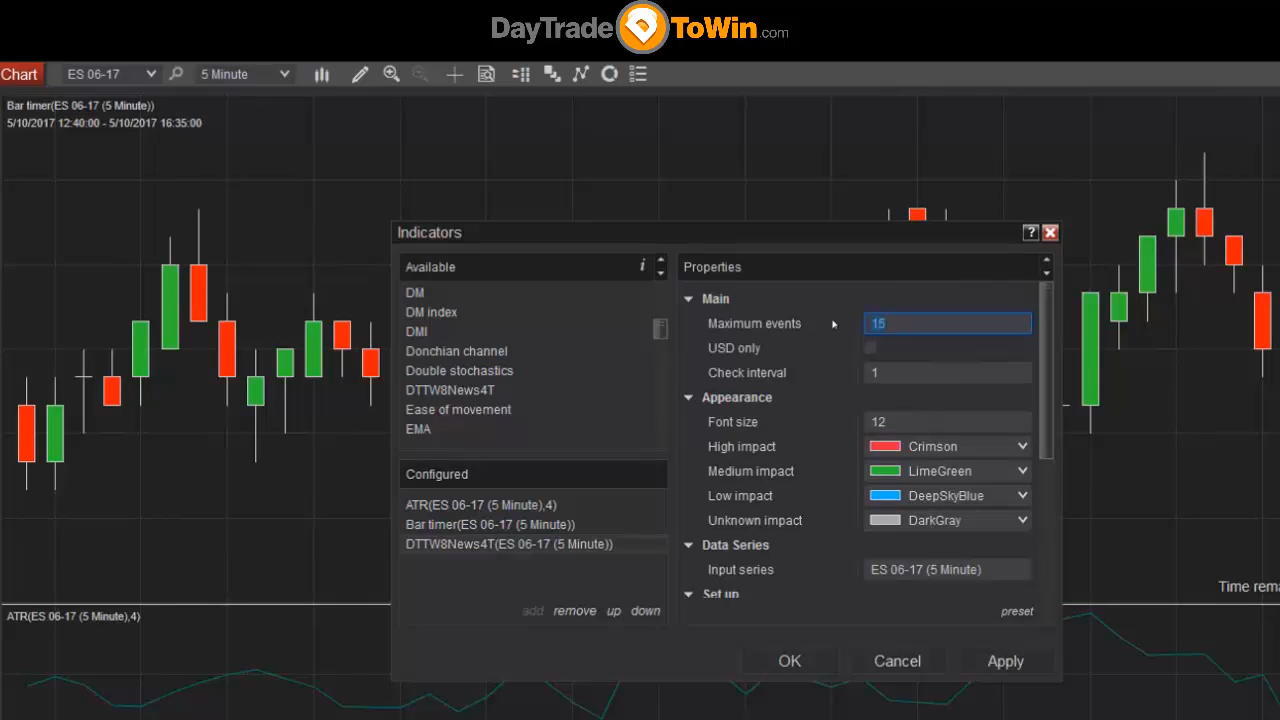 DayTradeToWin.com
Chart ES 06-17 5 Minute
Bar timer(ES 06-17 (5 Minute))
5/10/2017 12:40:00 - 5/10/2017 16:35:00
Indicators ?
Available i
DM
DM index
DMI
Donchian channel
Double stochastics
DTTW8News4T
Ease of movement
EMA
Configured
ATR(ES 06-17 (5 Minute),4)
Bar timer(ES 06-17 (5 Minute))
DTTW8News4T(ES 06-17 (5 Minute))
add remove up down
Properties
Main
Maximum events 15
USD only
Check interval 1
Appearance
Font size 12
High impact Crimson
Medium impact LimeGreen
Low impact DeepSkyBlue
Unknown impact DarkGray
Data Series
Input series ES 06-17 (5 Minute)
Set up
preset
OK Cancel Apply
Time rema
ATR(ES 06-17 (5 Minute),4)